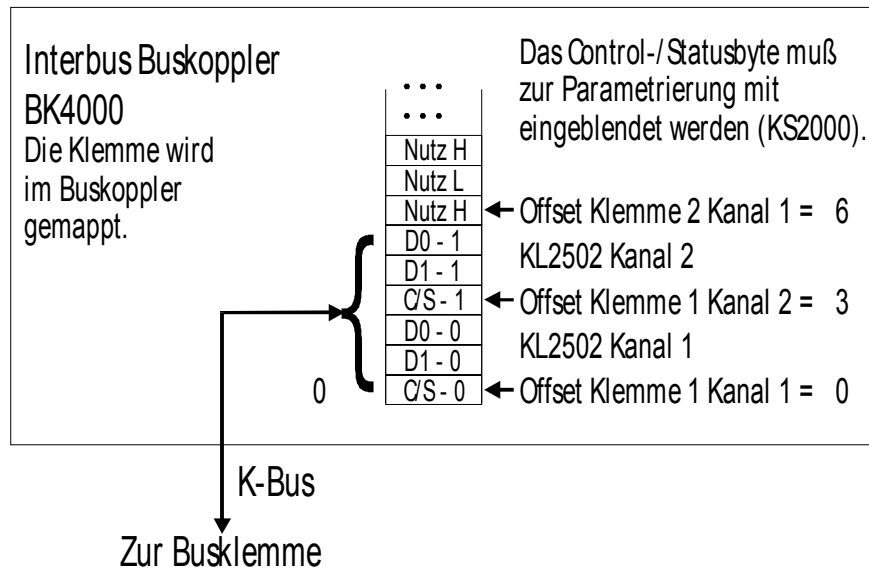 Interbus Buskoppler
BK4000
Die Klemme wird
im Buskoppler
gemappt.
Das Control-/Statusbyte muß
zur Parametrierung mit
eingeblendet werden (KS2000).
...
...
Nutz H
Nutz L
Nutz H
Offset Klemme 2 Kanal 1 = 6
D0 - 1
KL2502 Kanal 2
D1 - 1
C/S - 1
Offset Klemme 1 Kanal 2 = 3
D0 - 0
KL2502 Kanal 1
D1 - 0
0
C/S - 0
Offset Klemme 1 Kanal 1 = 0
K-Bus
Zur Busklemme